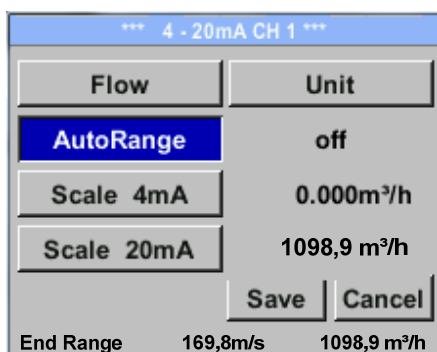 *** 4 - 20mA CH 1 ***
Flow Unit
AutoRange off
Scale 4mA 0.000m³/h
Scale 20mA 1098,9 m³/h
Save Cancel
End Range 169,8m/s 1098,9 m³/h